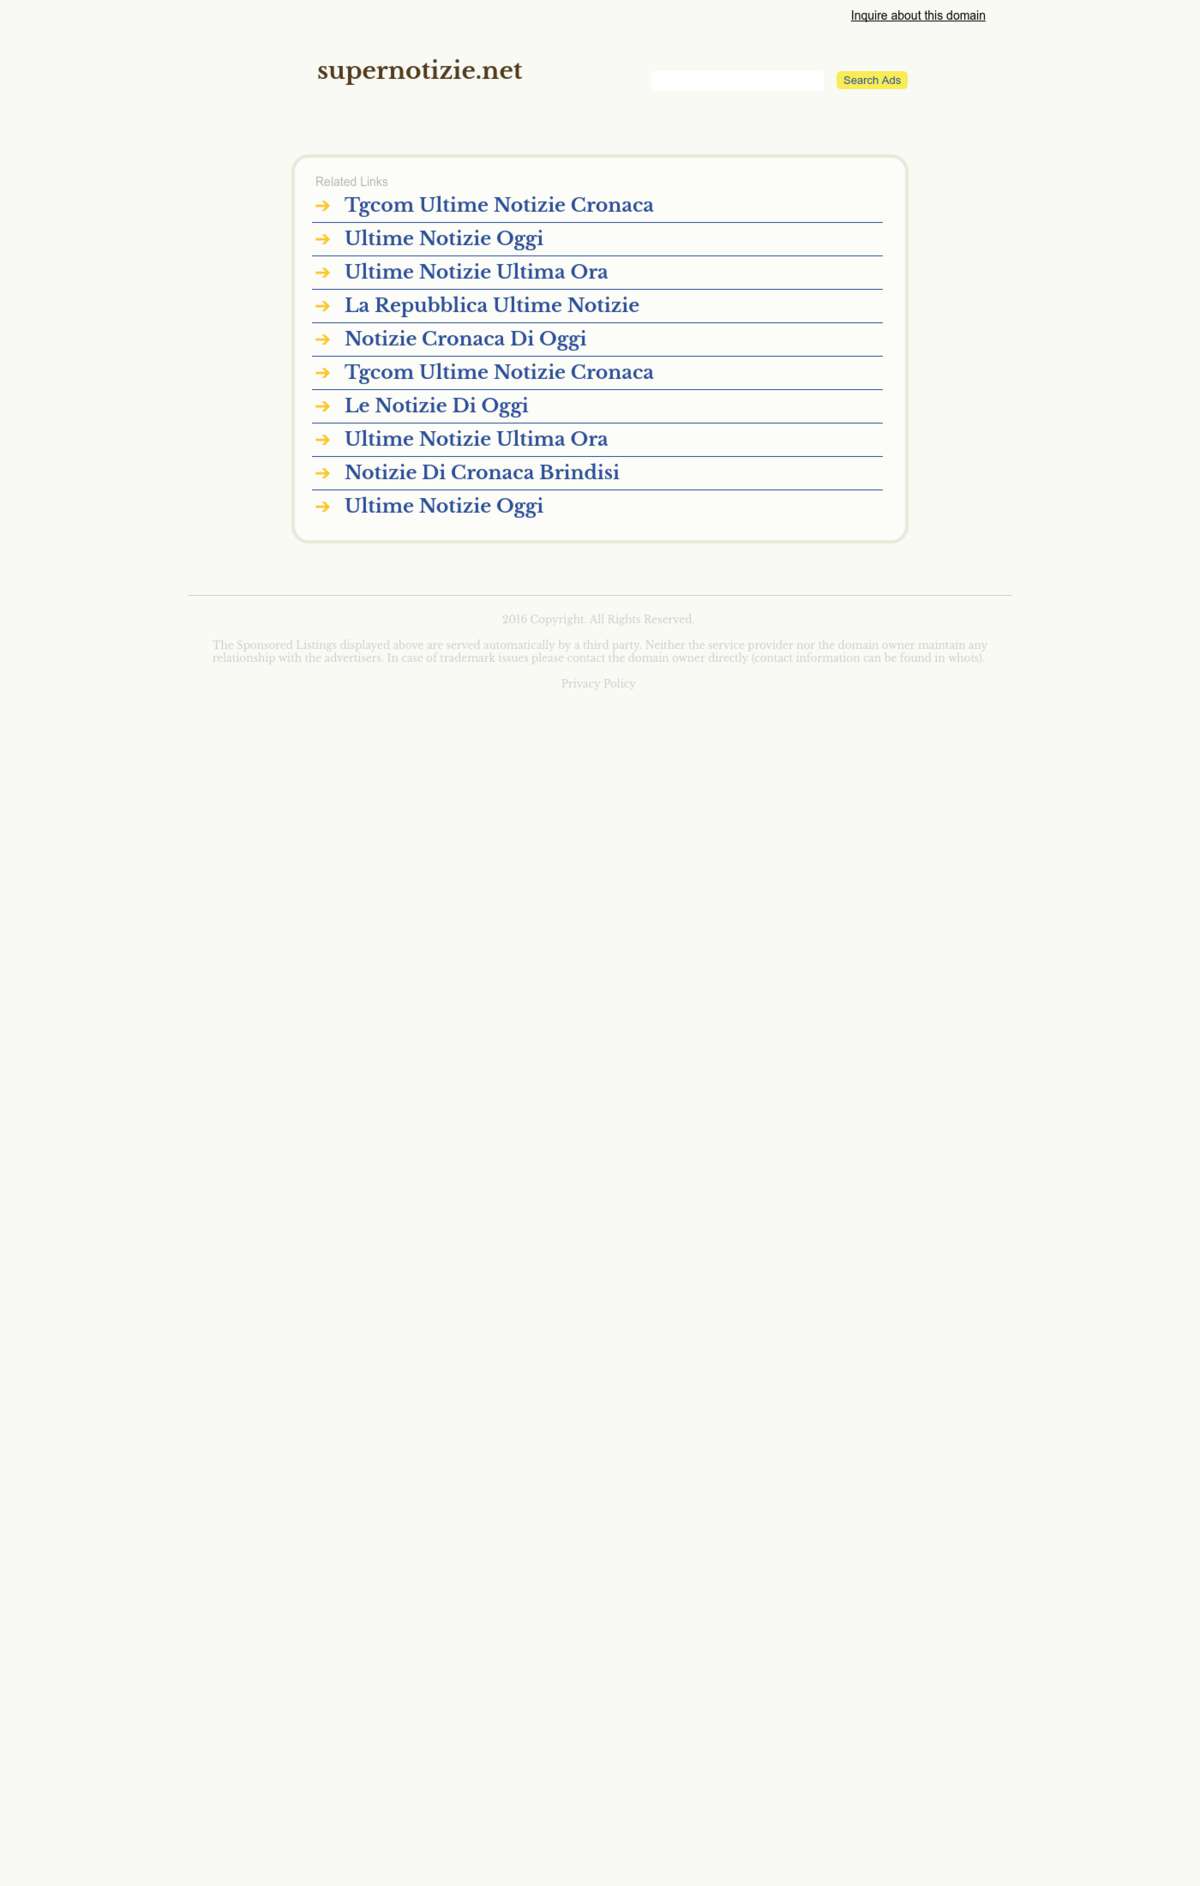 Inquire about this domain
supernotizie.net
Search Ads
Related Links
➔ Tgcom Ultime Notizie Cronaca
➔ Ultime Notizie Oggi
➔ Ultime Notizie Ultima Ora
➔ La Repubblica Ultime Notizie
➔ Notizie Cronaca Di Oggi
➔ Tgcom Ultime Notizie Cronaca
➔ Le Notizie Di Oggi
➔ Ultime Notizie Ultima Ora
➔ Notizie Di Cronaca Brindisi
➔ Ultime Notizie Oggi
2016 Copyright. All Rights Reserved.
The Sponsored Listings displayed above are served automatically by a third party. Neither the service provider nor the domain owner maintain any
relationship with the advertisers. In case of trademark issues please contact the domain owner directly (contact information can be found in whois).
Privacy Policy